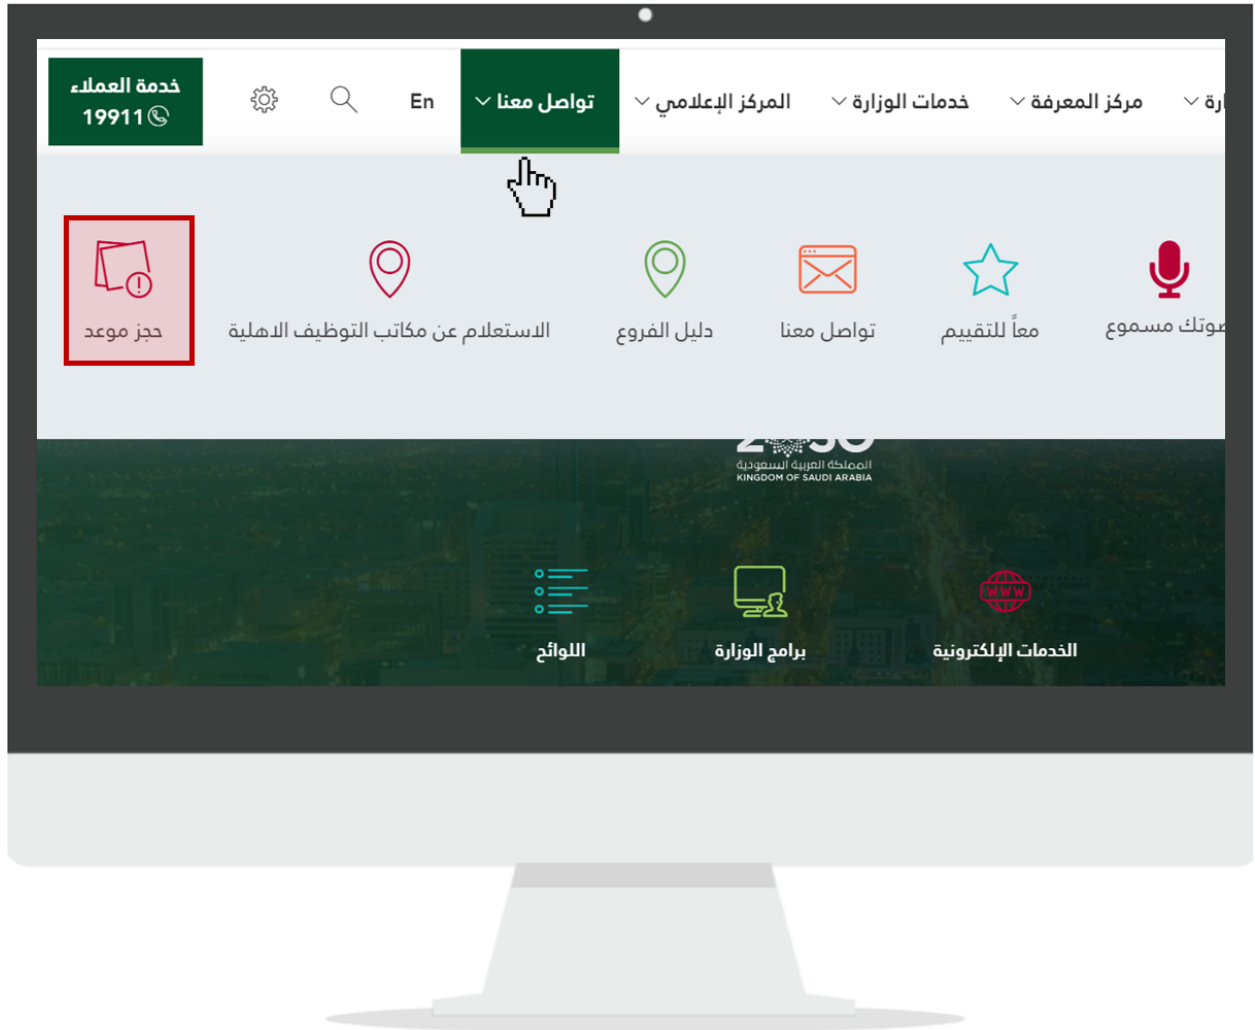 مركز المعرفة
خدمات الوزارة
المركز الإعلامي
تواصل معنا
En
خدمة العملاء
19911
صوتك مسموع
معاً للتقييم
تواصل معنا
دليل الفروع
الاستعلام عن مكاتب التوظيف الاهلية
حجز موعد
المملكة العربية السعودية
KINGDOM OF SAUDI ARABIA
WWW
الخدمات الإلكترونية
برامج الوزارة
اللوائح